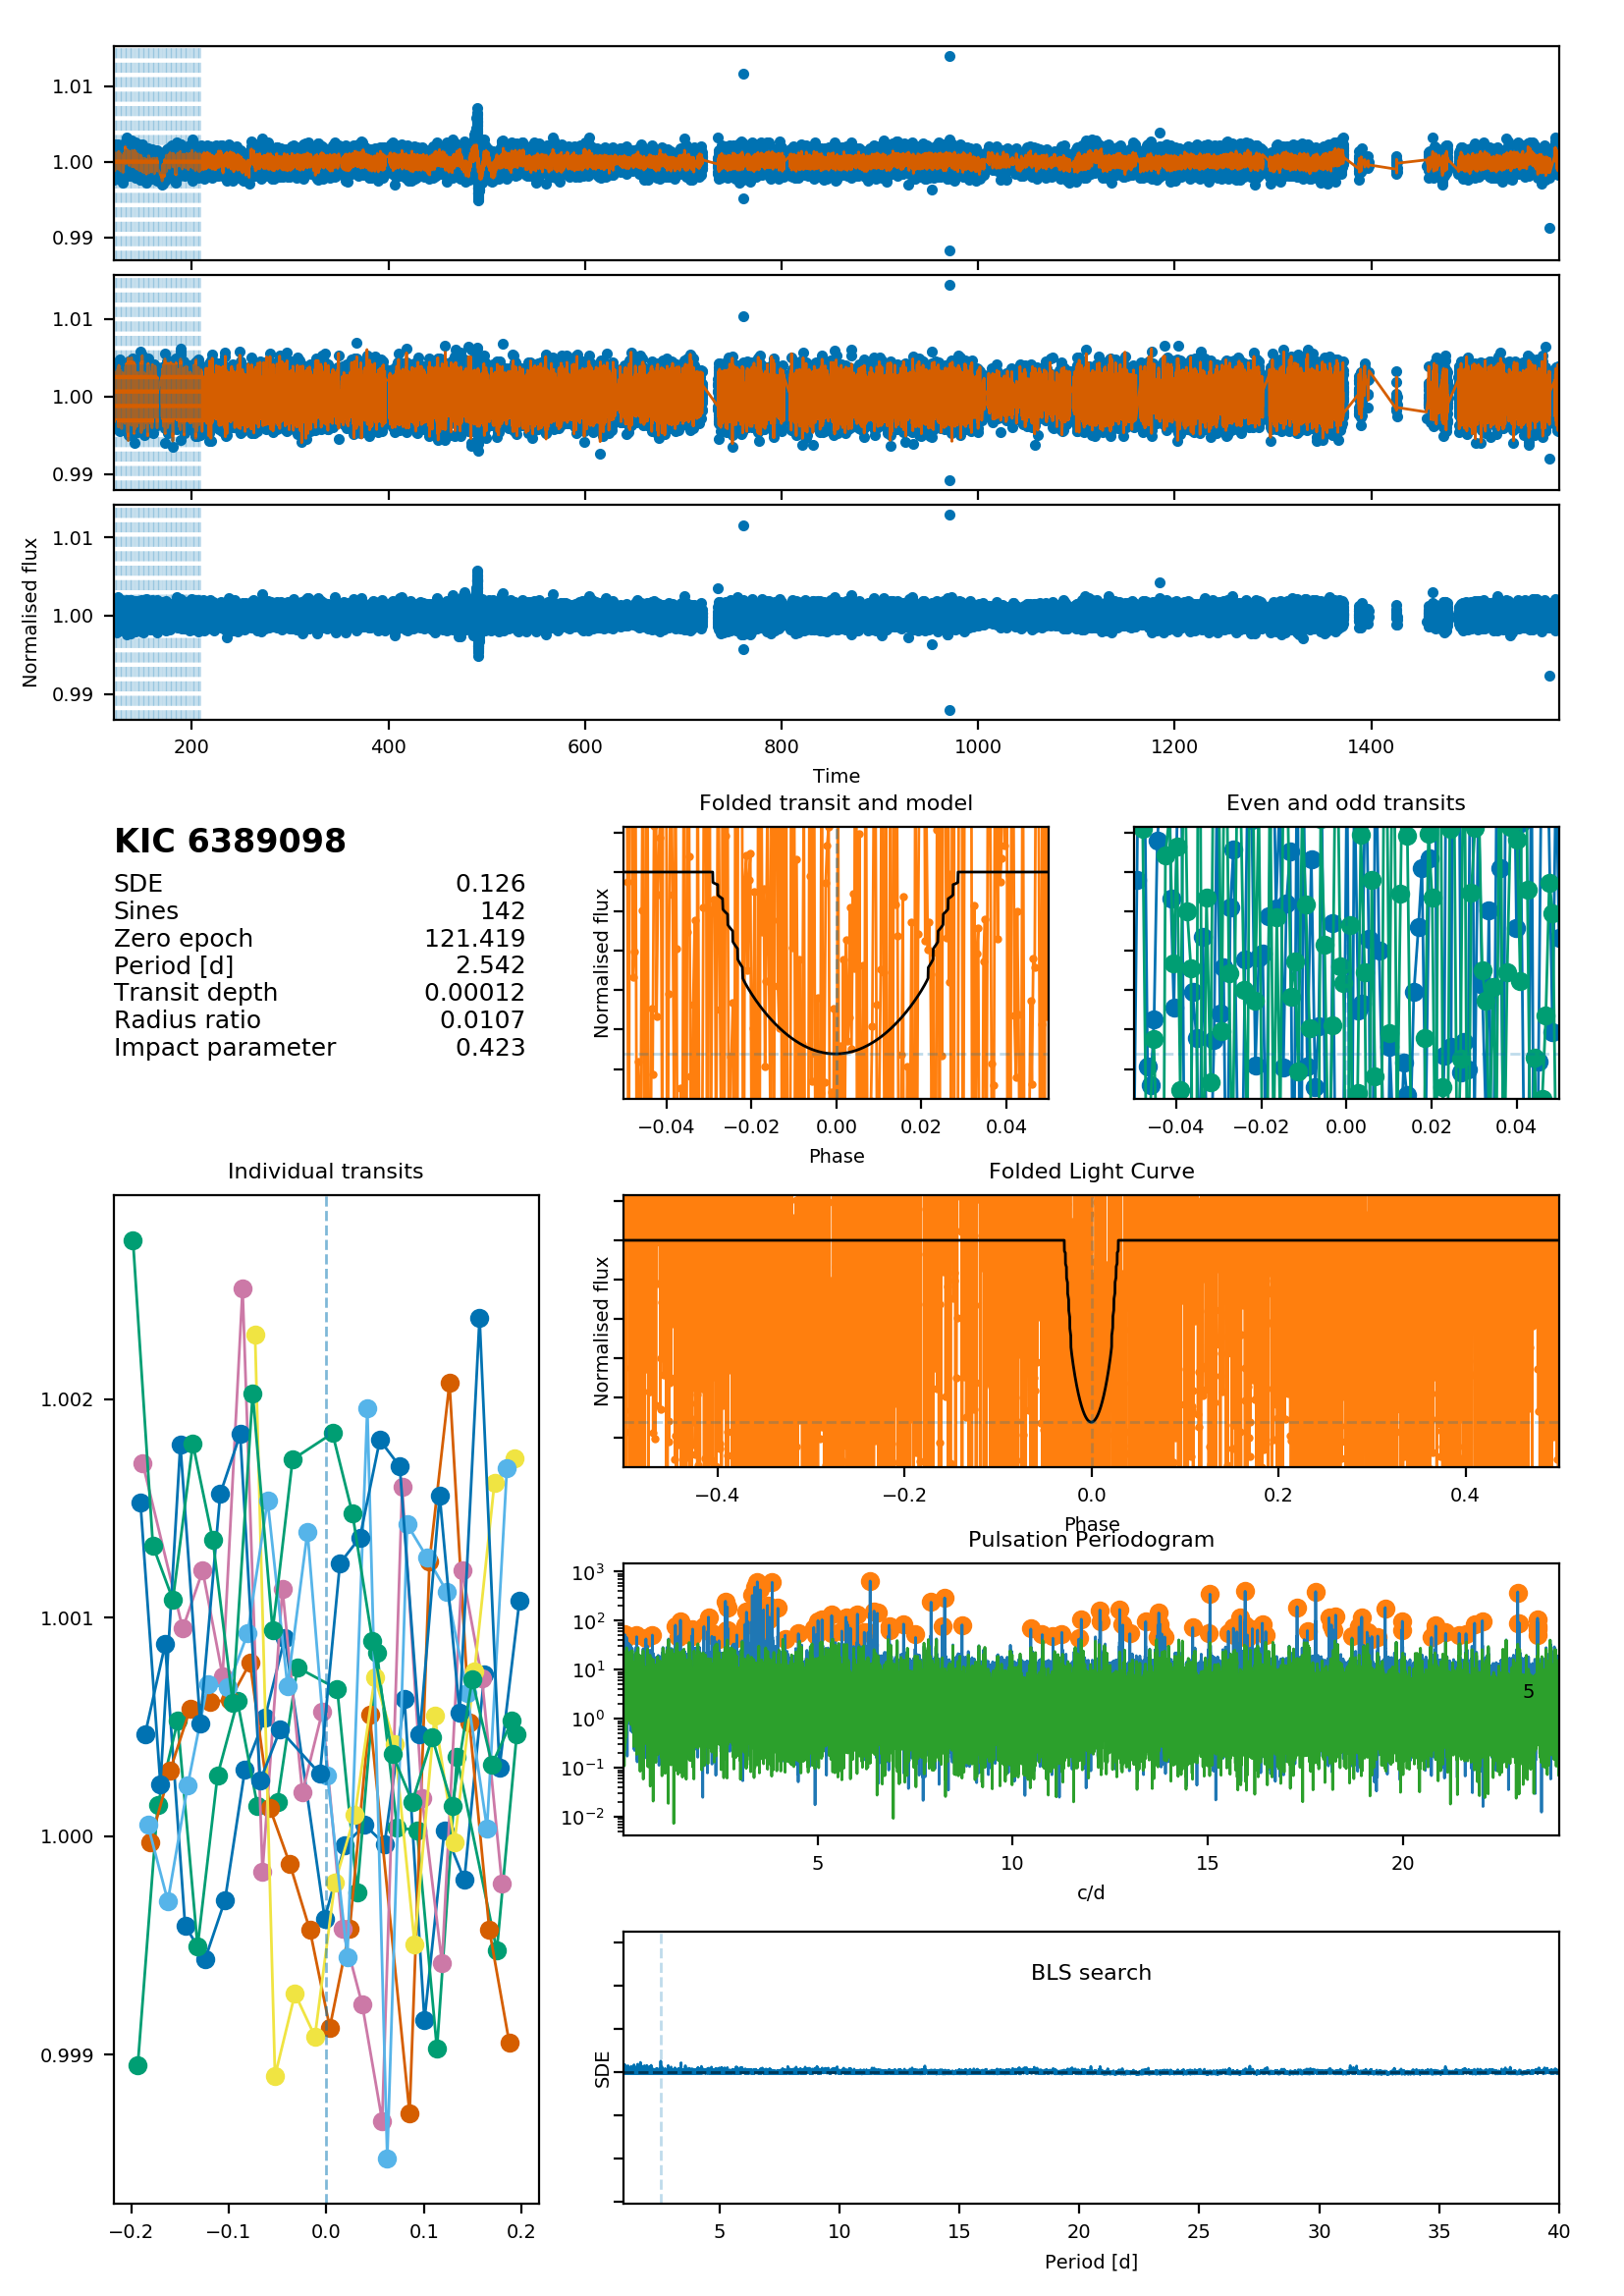 1.01
1.00
0.99
1.01
1.00
0.99
1.01
1.00
0.99
Normalised flux
200 400 600 800 1000 1200 1400
Time
KIC 6389098
SDE 0.126
Sines 142
Zero epoch 121.419
Period [d] 2.542
Transit depth 0.00012
Radius ratio 0.0107
Impact parameter 0.423
Folded transit and model
Normalised flux
−0.04 −0.02 0.00 0.02 0.04
Phase
Even and odd transits
−0.04 −0.02 0.00 0.02 0.04
Individual transits
1.002
1.001
1.000
0.999
−0.2 −0.1 0.0 0.1 0.2
Folded Light Curve
Normalised flux
−0.4 −0.2 0.0 0.2 0.4
Phase
Pulsation Periodogram
10³
10²
10¹
10⁰
10⁻¹
10⁻²
5
5 10 15 20
c/d
BLS search
SDE
5 10 15 20 25 30 35 40
Period [d]